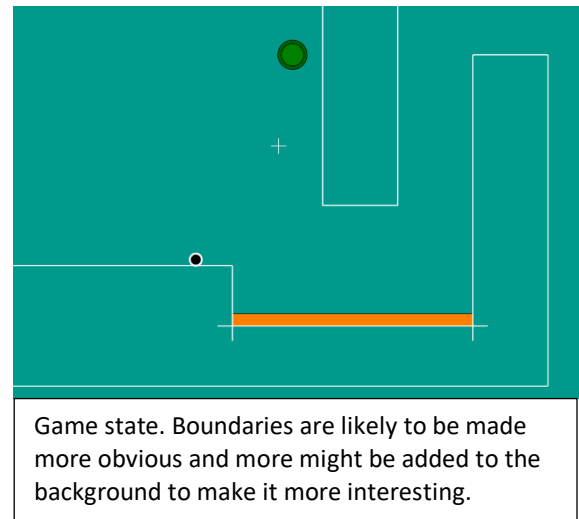 Game state. Boundaries are likely to be made
more obvious and more might be added to the
background to make it more interesting.